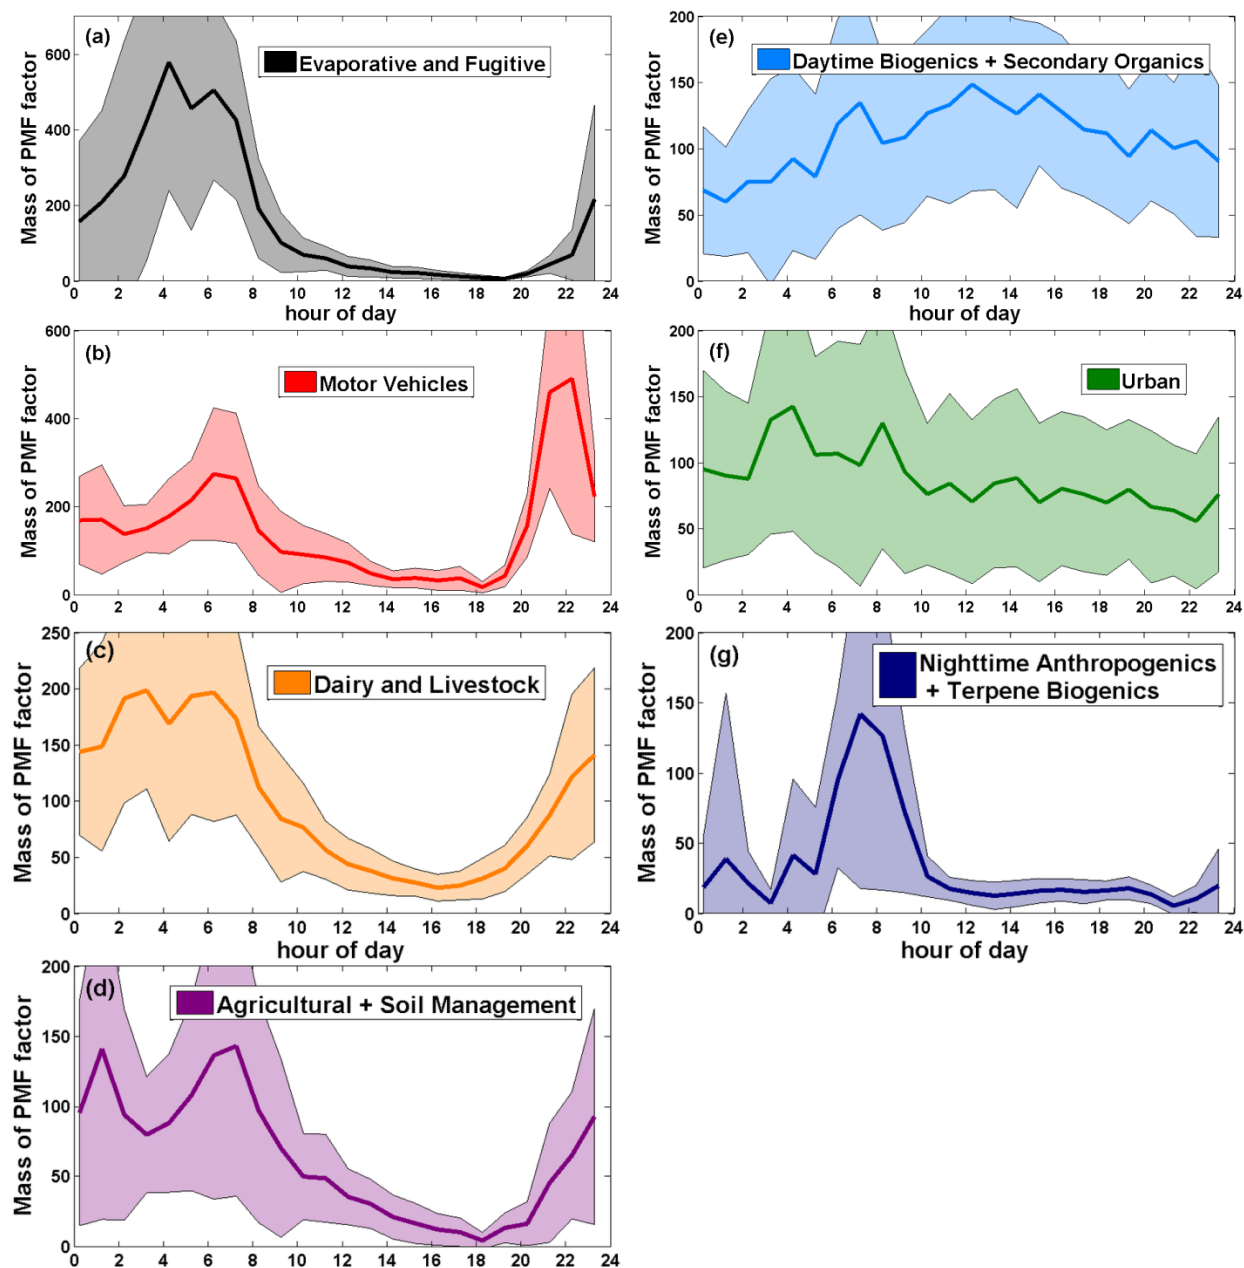 (a)
Evaporative and Fugitive
Mass of PMF factor
600
400
200
0
0 2 4 6 8 10 12 14 16 18 20 22 24
hour of day
(b)
Motor Vehicles
Mass of PMF factor
600
400
200
0
0 2 4 6 8 10 12 14 16 18 20 22 24
(c)
Dairy and Livestock
Mass of PMF factor
250
200
150
100
50
0
0 2 4 6 8 10 12 14 16 18 20 22 24
hour of day
(d)
Agricultural + Soil Management
Mass of PMF factor
200
150
100
50
0
0 2 4 6 8 10 12 14 16 18 20 22 24
(e)
Daytime Biogenics + Secondary Organics
Mass of PMF factor
200
150
100
50
0
0 2 4 6 8 10 12 14 16 18 20 22 24
hour of day
(f)
Urban
Mass of PMF factor
200
150
100
50
0
0 2 4 6 8 10 12 14 16 18 20 22 24
(g)
Nighttime Anthropogenics
+ Terpene Biogenics
Mass of PMF factor
200
150
100
50
0
0 2 4 6 8 10 12 14 16 18 20 22 24
hour of day